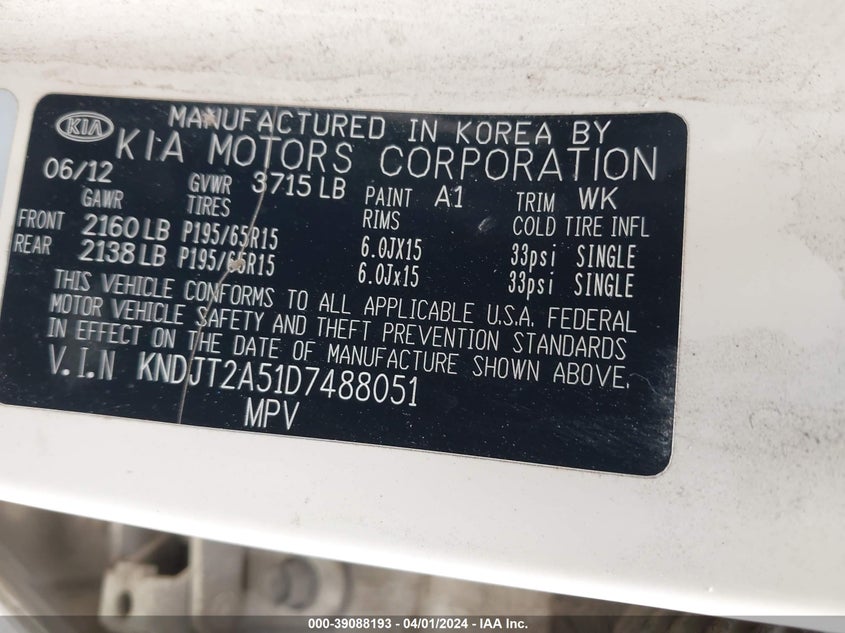 KIA MANUFACTURED IN KOREA BY
KIA MOTORS CORPORATION
06/12 GVWR 3715 LB PAINT A1 TRIM WK
GAWR TIRES RIMS COLD TIRE INFL
FRONT 2160 LB P195/65R15 6.0JX15 33psi SINGLE
REAR 2138 LB P195/65R15 6.0Jx15 33psi SINGLE
THIS VEHICLE CONFORMS TO ALL APPLICABLE U.S.A. FEDERAL
MOTOR VEHICLE SAFETY AND THEFT PREVENTION STANDARDS
IN EFFECT ON THE DATE OF MANUFACTURE SHOWN ABOVE.
V.I.N KNDJT2A51D7488051
MPV
000-39088193 - 04/01/2024 - IAA Inc.